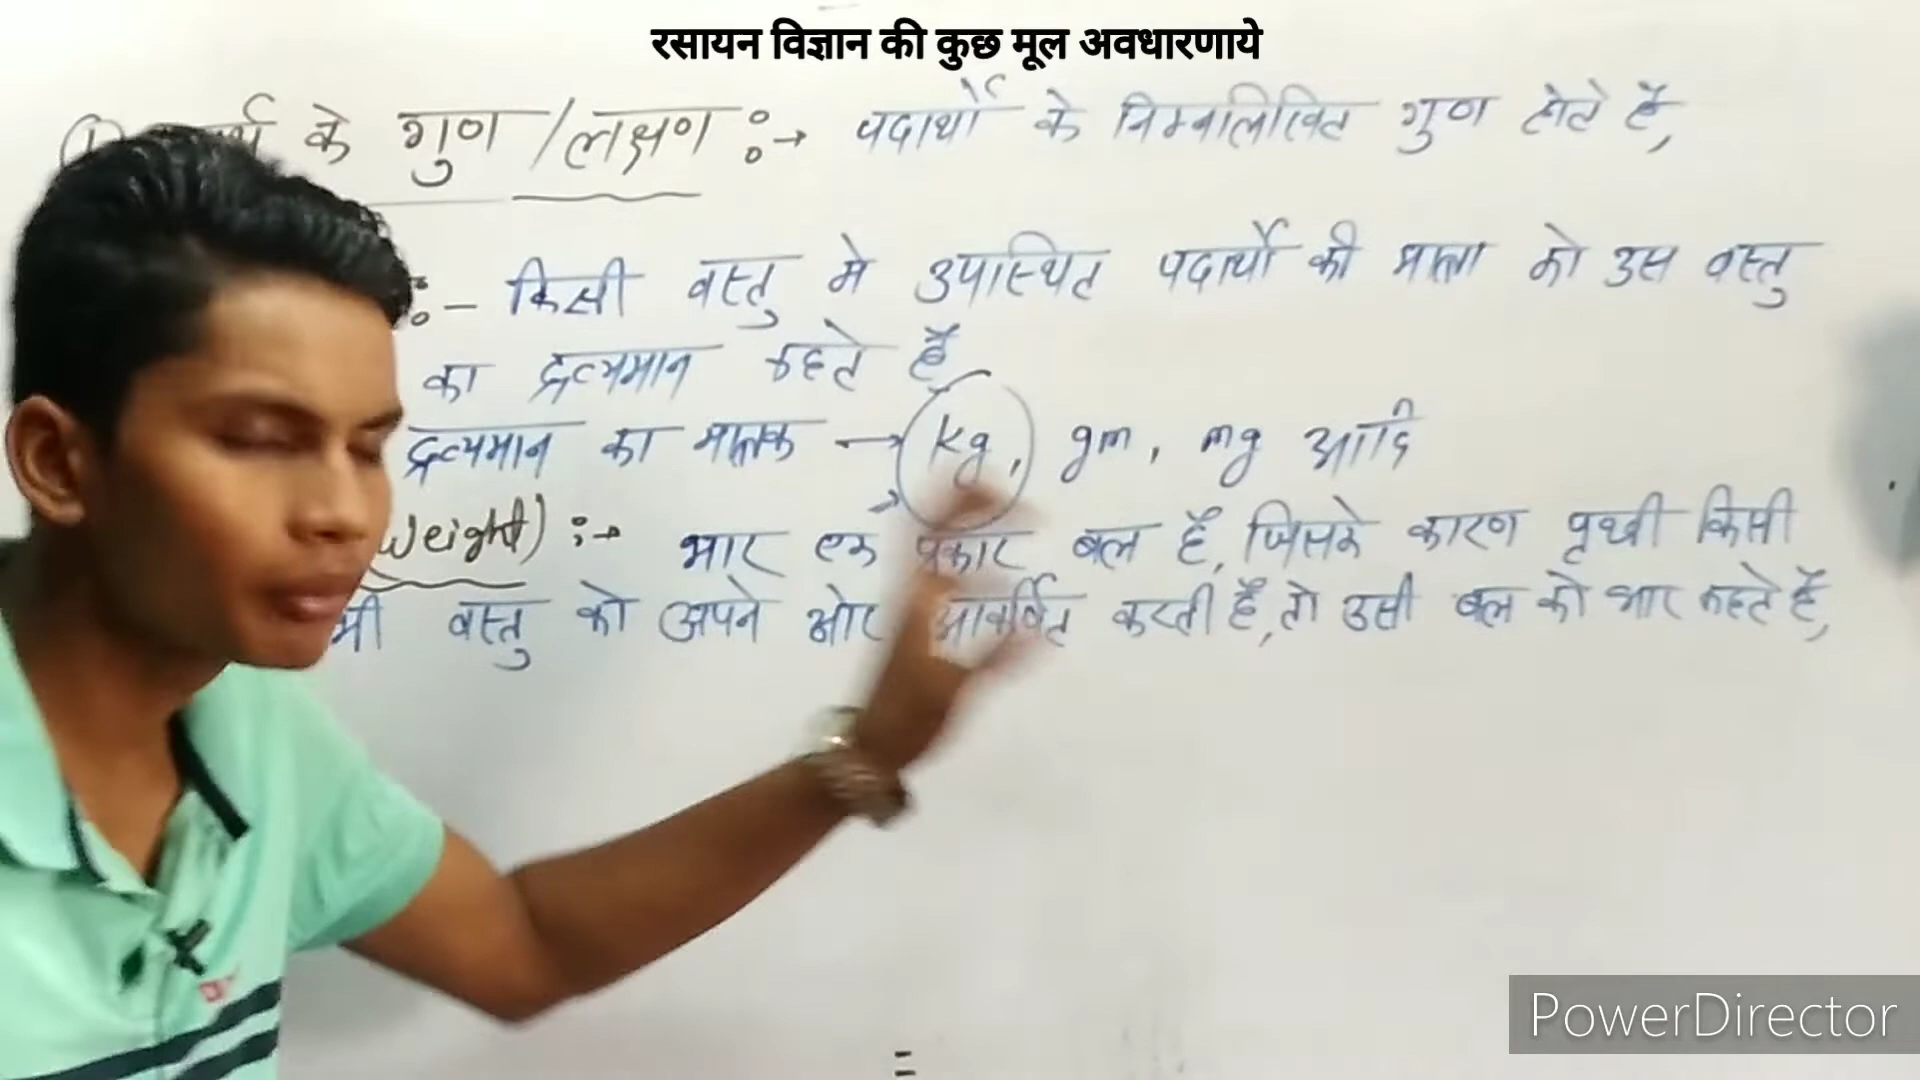 रसायन विज्ञान की कुछ मूल अवधारणाये
के गुण /लक्षण :→ पदार्थो के निम्नलिखित गुण होते है,
:- किसी वस्तु मे उपस्थित पदार्थो की मात्रा को उस वस्तु
का द्रव्यमान कहते है
द्रव्यमान का मात्रक → kg, gm, mg आदि
Weight) :→ भार एक प्रकार बल है, जिसके कारण पृथ्वी किसी
भी वस्तु को अपने ओर आकर्षित करती है, तो उसी बल को भार कहते है,
=
PowerDirector